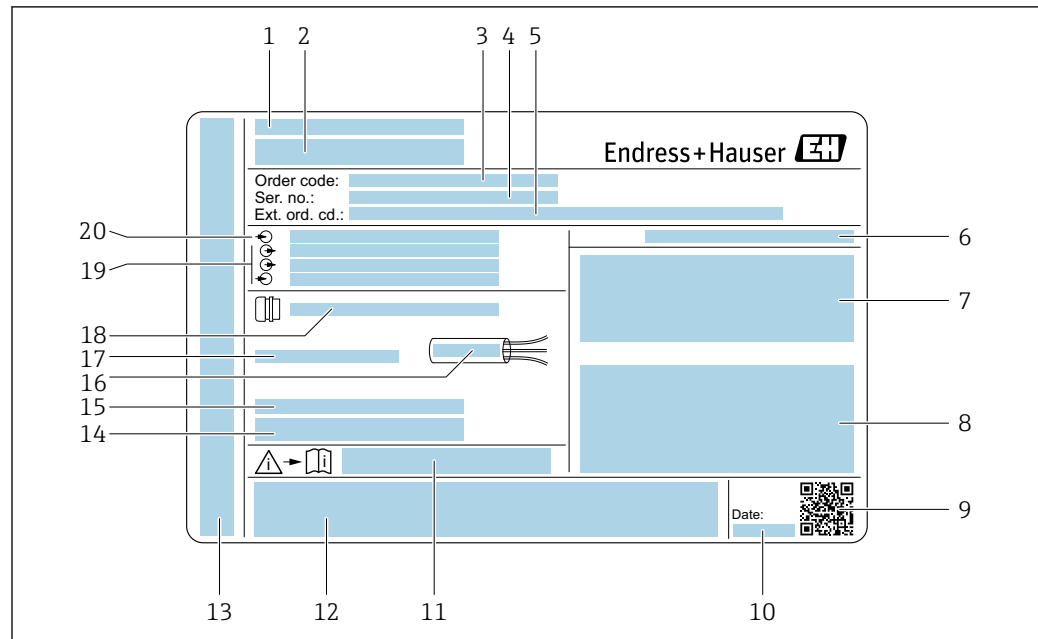 1 2 3 4 5
Endress+Hauser EH
Order code:
Ser. no.:
Ext. ord. cd.:
20 6
19
7
18
17
16
15 8
14
i i
Date: 9
13 12 11 10